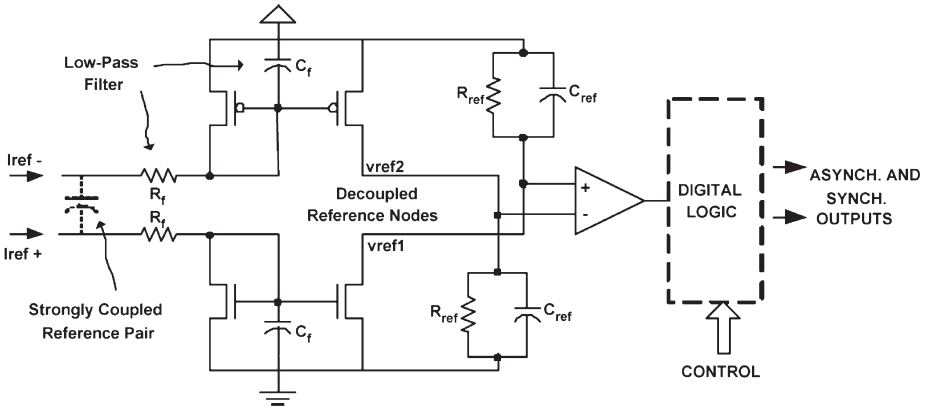 Low-Pass
Filter
Cf
Rref
Cref
Iref -
Rf
vref2
Decoupled
Reference Nodes
+
-
DIGITAL
LOGIC
ASYNCH. AND
SYNCH.
OUTPUTS
Rf
Iref +
vref1
Strongly Coupled
Reference Pair
Cf
Rref
Cref
CONTROL